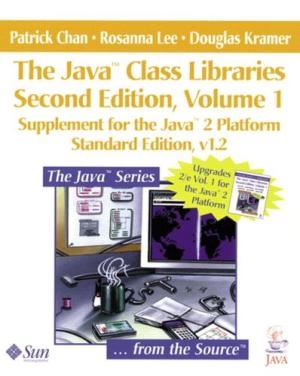 Patrick Chan • Rosanna Lee • Douglas Kramer
The Java™ Class Libraries
Second Edition, Volume 1
Supplement for the Java™ 2 Platform
Standard Edition, v1.2
The Java™ Series
Upgrades
2/e Vol. 1 for
the Java™ 2
Platform
... from the Source™
Sun
JAVA